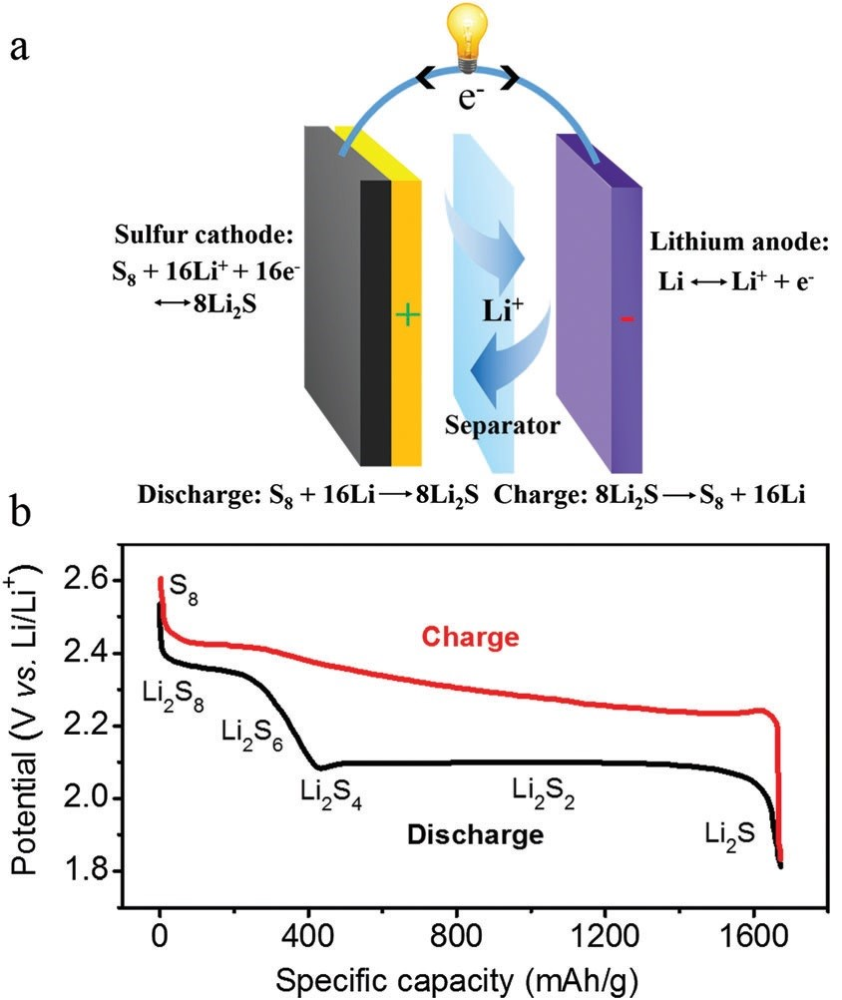 a
e⁻
Sulfur cathode:
S₈ + 16Li⁺ + 16e⁻
⟷8Li₂S
+
Li⁺
Separator
-
Lithium anode:
Li ⟷ Li⁺ + e⁻
Discharge: S₈ + 16Li ⟶ 8Li₂S Charge: 8Li₂S ⟶ S₈ + 16Li
b
Potential (V vs. Li/Li⁺)
2.6
2.4
2.2
2.0
1.8
S₈
Charge
Li₂S₈
Li₂S₆
Li₂S₄
Li₂S₂
Li₂S
Discharge
0 400 800 1200 1600
Specific capacity (mAh/g)